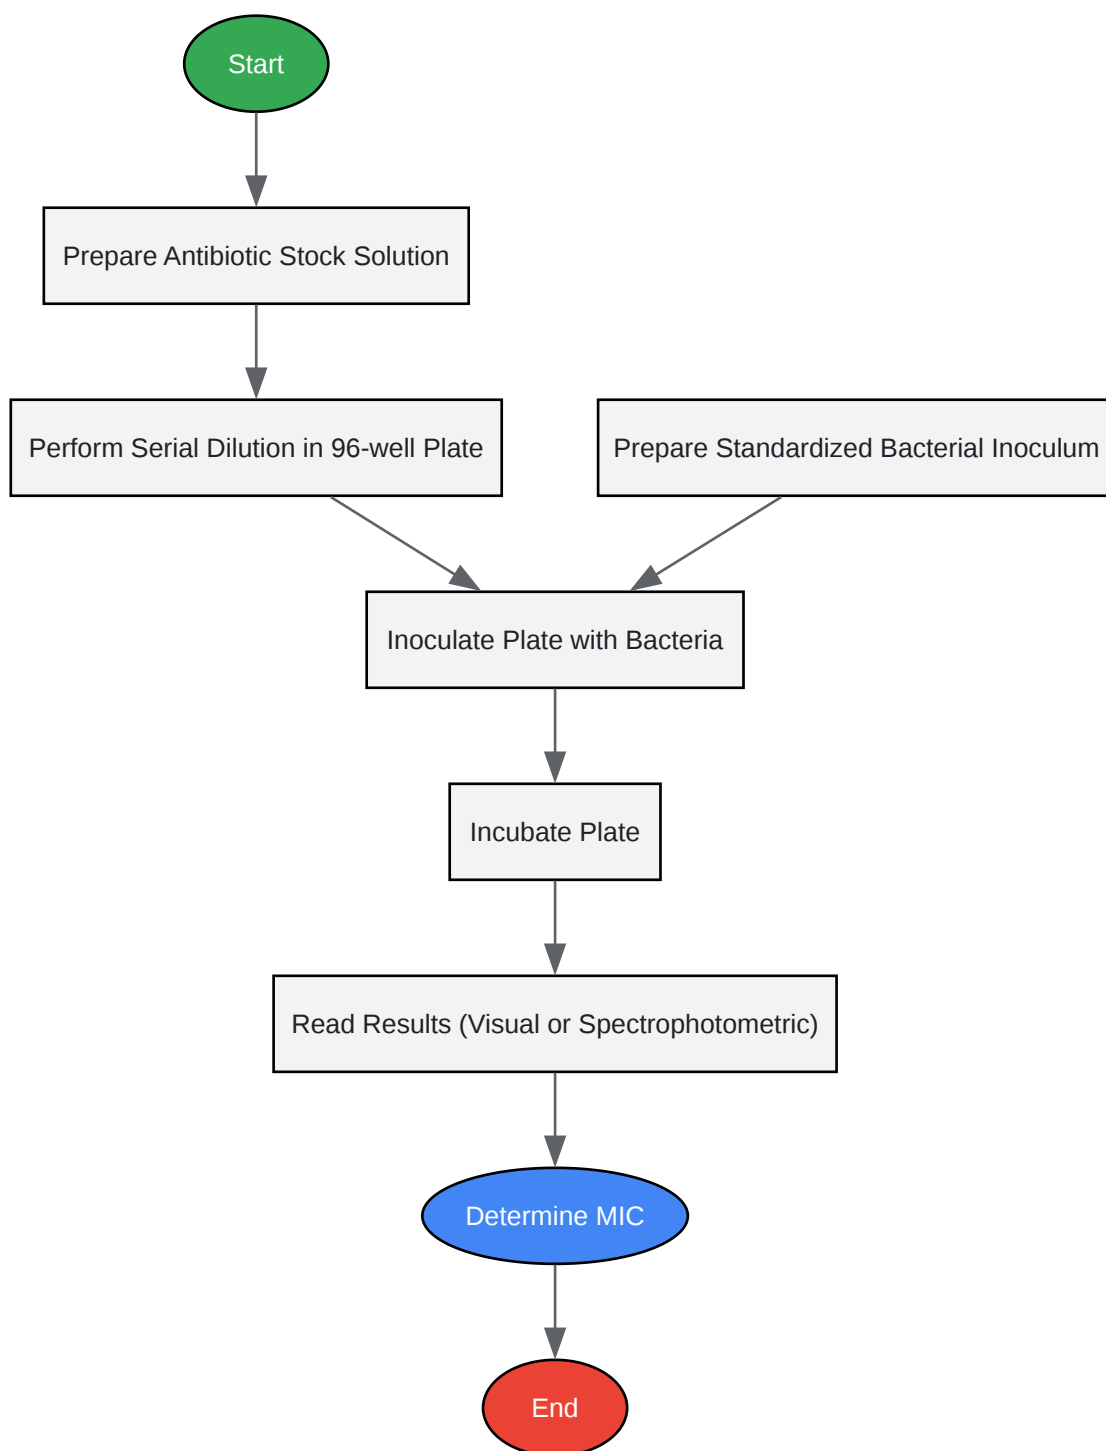 Start
Prepare Antibiotic Stock Solution
Perform Serial Dilution in 96-well Plate
Prepare Standardized Bacterial Inoculum
Inoculate Plate with Bacteria
Incubate Plate
Read Results (Visual or Spectrophotometric)
Determine MIC
End